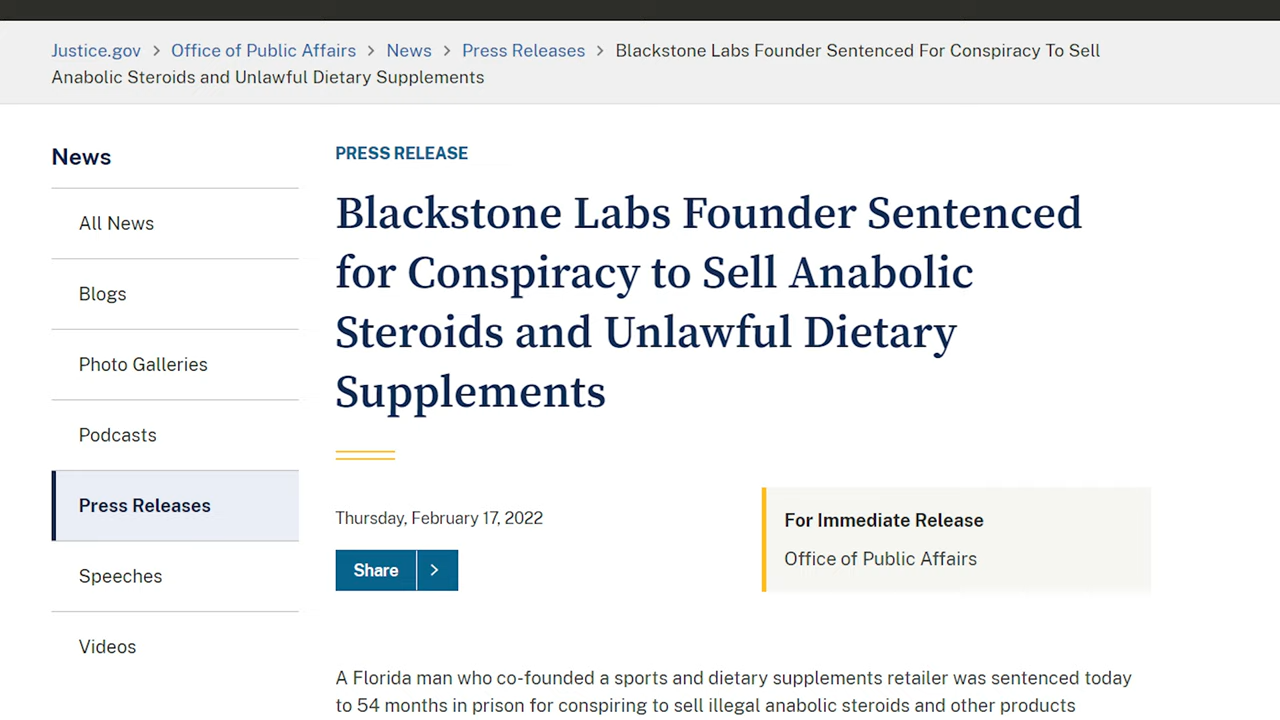 Justice.gov > Office of Public Affairs > News > Press Releases > Blackstone Labs Founder Sentenced For Conspiracy To Sell
Anabolic Steroids and Unlawful Dietary Supplements
News
All News
Blogs
Photo Galleries
Podcasts
Press Releases
Speeches
Videos
PRESS RELEASE
Blackstone Labs Founder Sentenced
for Conspiracy to Sell Anabolic
Steroids and Unlawful Dietary
Supplements
Thursday, February 17, 2022
Share >
For Immediate Release
Office of Public Affairs
A Florida man who co-founded a sports and dietary supplements retailer was sentenced today
to 54 months in prison for conspiring to sell illegal anabolic steroids and other products